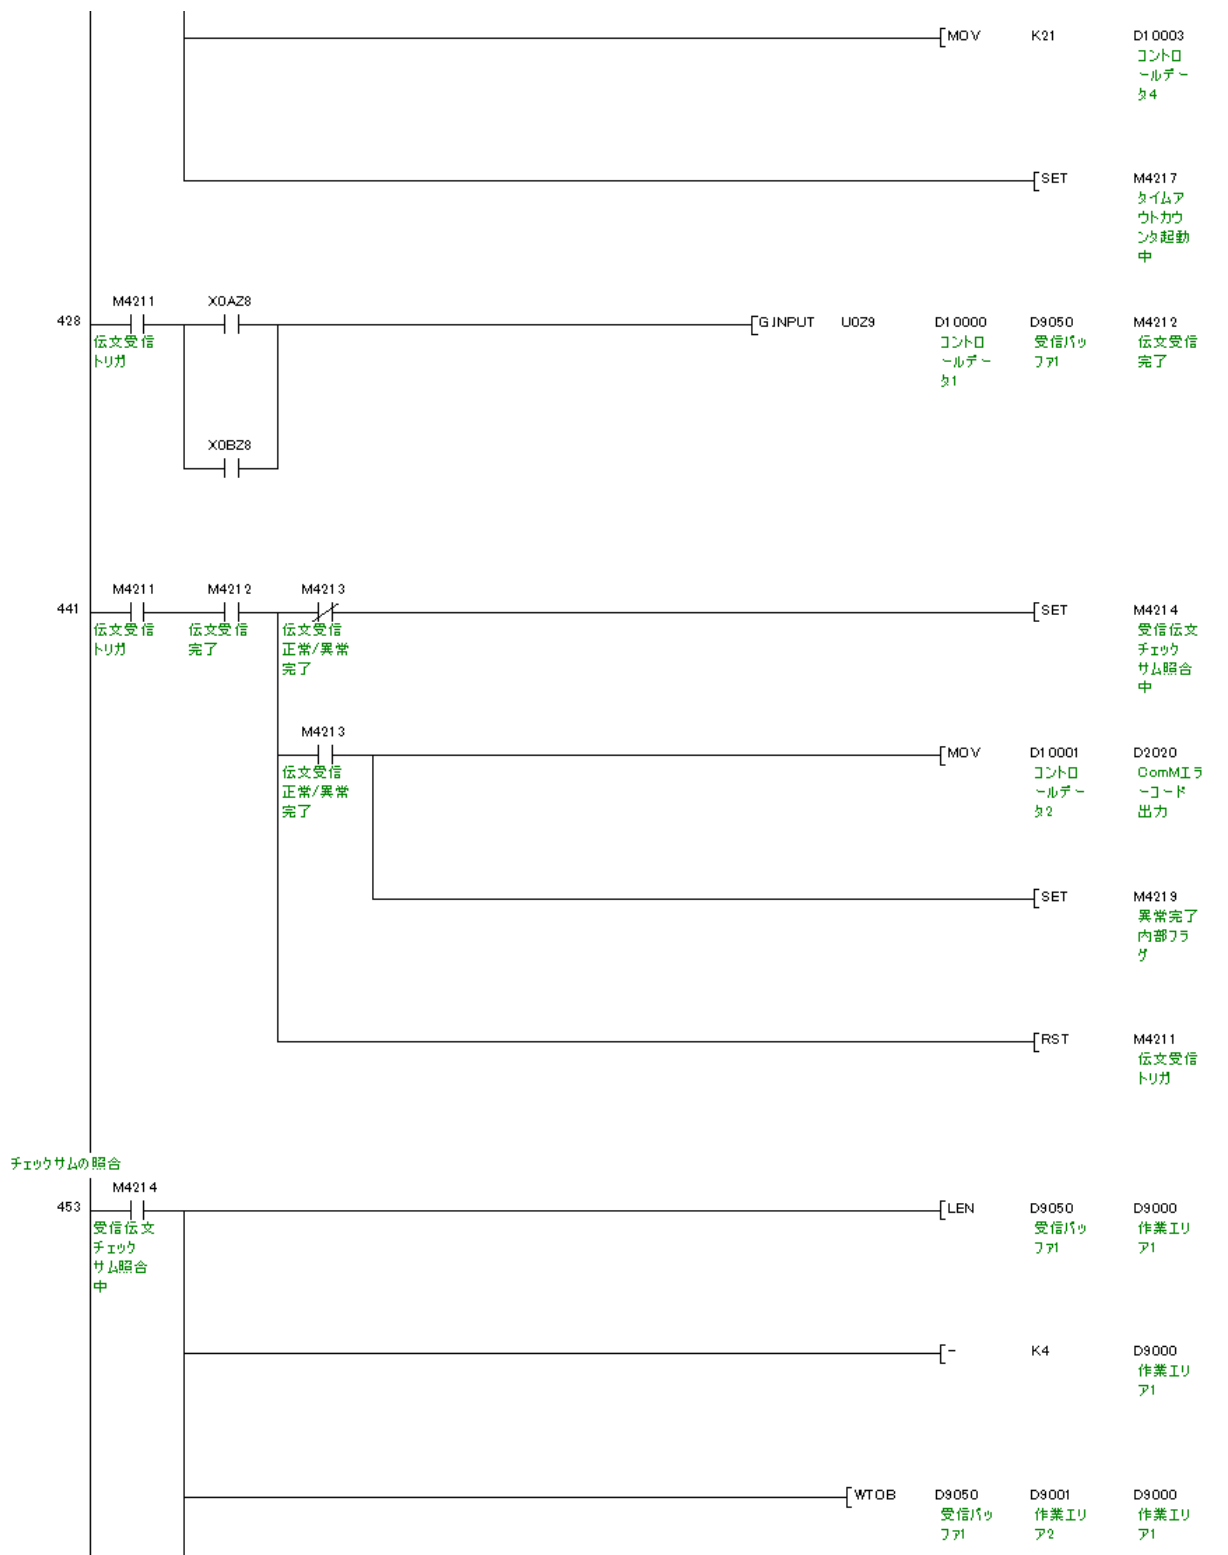 [MOV K21 D10003
コントロ
ールデー
タ4
[SET M4217
タイムア
ウトカウ
ンタ起動
中
M4211 X0AZ8
428 [G.INPUT U0Z9 D10000 D9050 M4212
伝文受信 コントロ 受信バッ 伝文受信
トリガ ールデー ファ1 完了
タ1
X0BZ8
M4211 M4212 M4213
441 [SET M4214
伝文受信 伝文受信 伝文受信 受信伝文
トリガ 完了 正常/異常 チェック
完了 サム照合
中
M4213
[MOV D10001 D2020
伝文受信 コントロ ComMエラ
正常/異常 ールデー ーコード
完了 タ2 出力
[SET M4219
異常完了
内部フラ
グ
[RST M4211
伝文受信
トリガ
チェックサムの照合
M4214
453 [LEN D9050 D9000
受信伝文 受信バッ 作業エリ
チェック ファ1 ア1
サム照合
中
[- K4 D9000
作業エリ
ア1
[WTOB D9050 D9001 D9000
受信バッ 作業エリ 作業エリ
ファ1 ア2 ア1